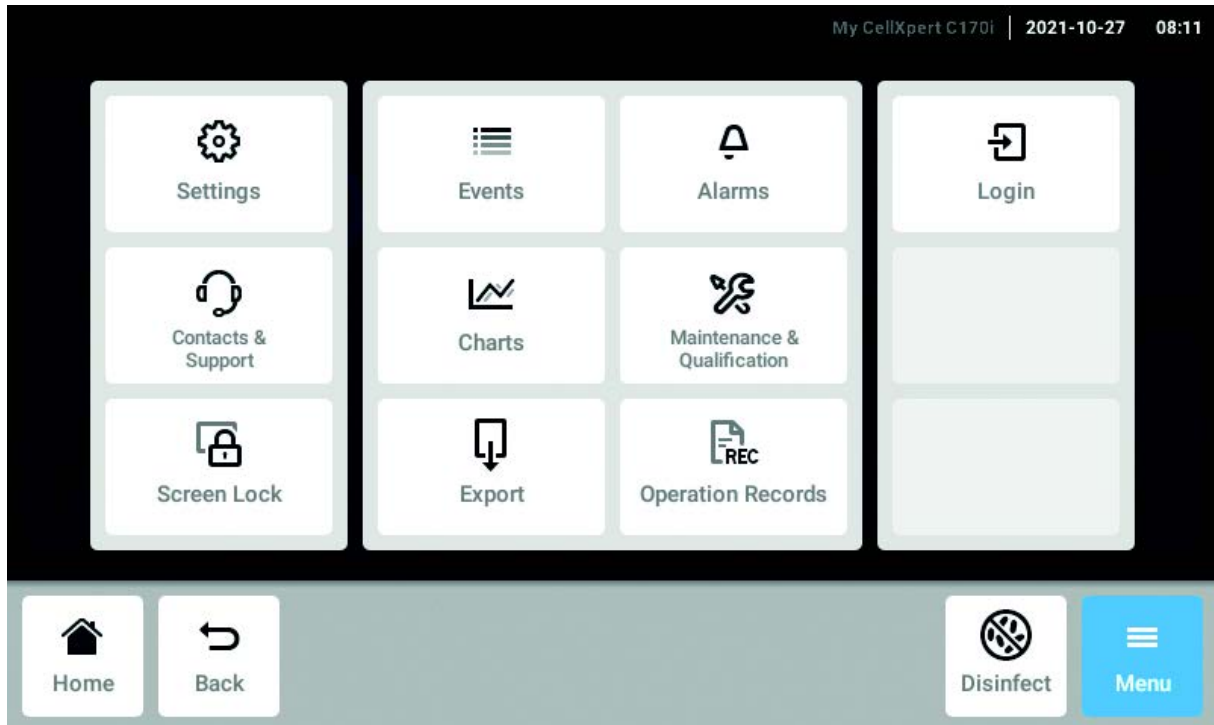 My CellXpert C170i | 2021-10-27 08:11
Settings
Events
Alarms
Login
Contacts &
Support
Charts
Maintenance &
Qualification
Screen Lock
Export
REC
Operation Records
Home
Back
Disinfect
Menu